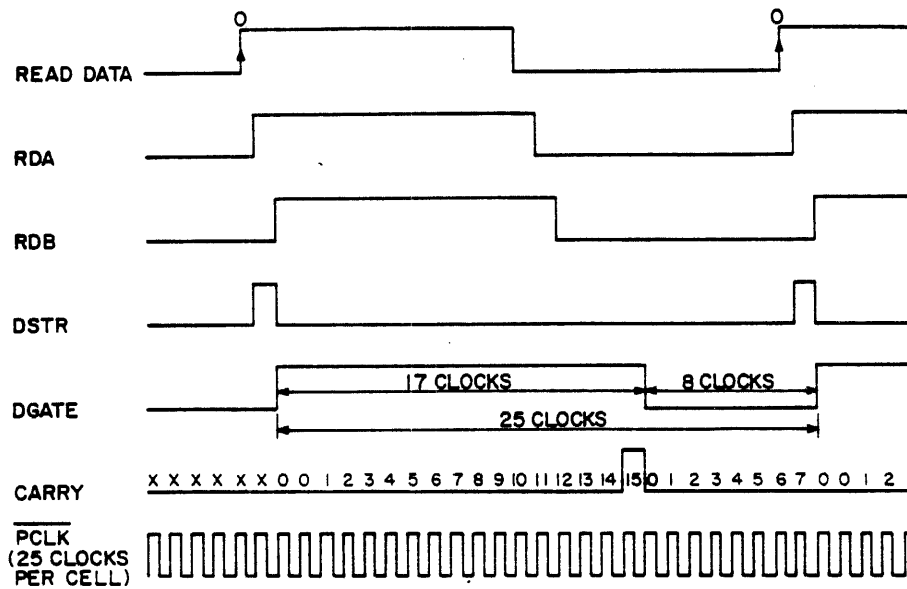 0 0
READ DATA
RDA
RDB
DSTR
17 CLOCKS 8 CLOCKS
DGATE
25 CLOCKS
X X X X X X 0 0 1 2 3 4 5 6 7 8 9 10 11 12 13 14 15 0 1 2 3 4 5 6 7 0 0 1 2
CARRY
PCLK
(25 CLOCKS
PER CELL)